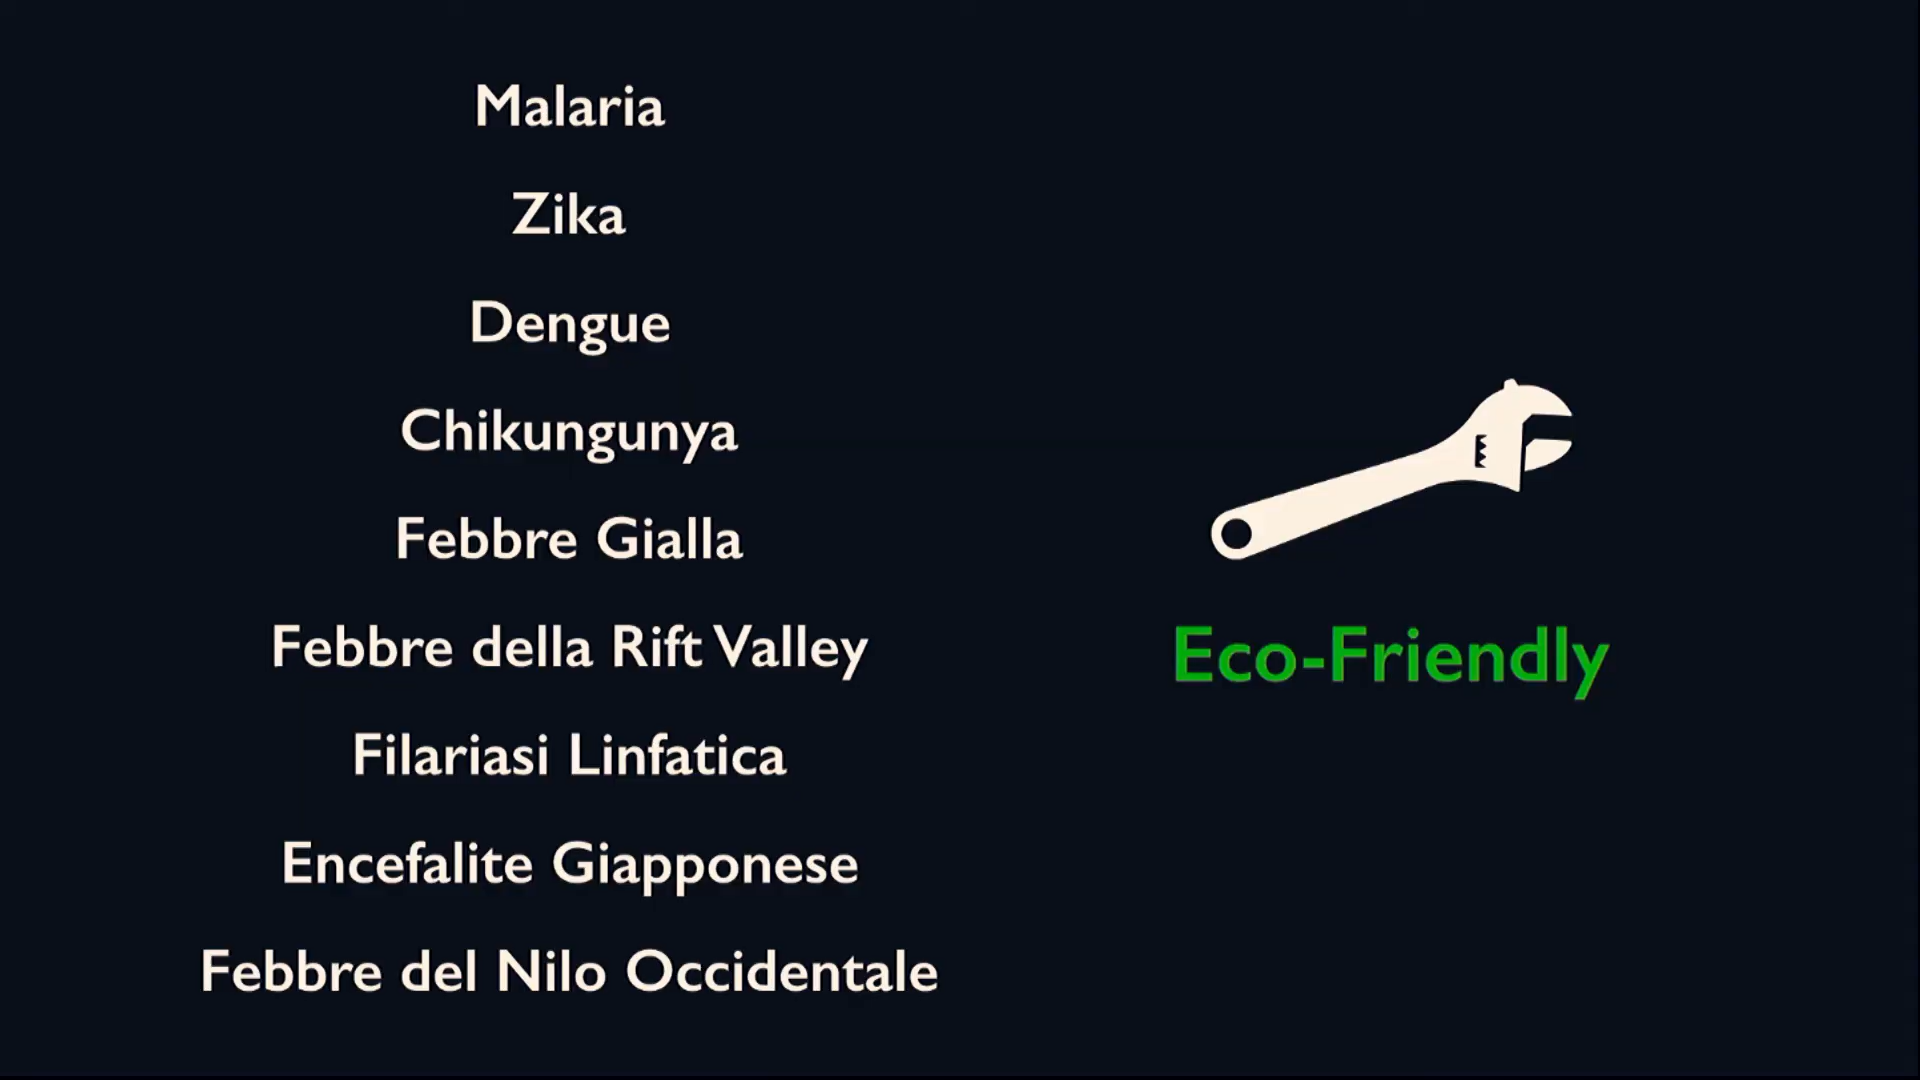 Malaria
Zika
Dengue
Chikungunya
Febbre Gialla
Febbre della Rift Valley
Filariasi Linfatica
Encefalite Giapponese
Febbre del Nilo Occidentale
Eco-Friendly